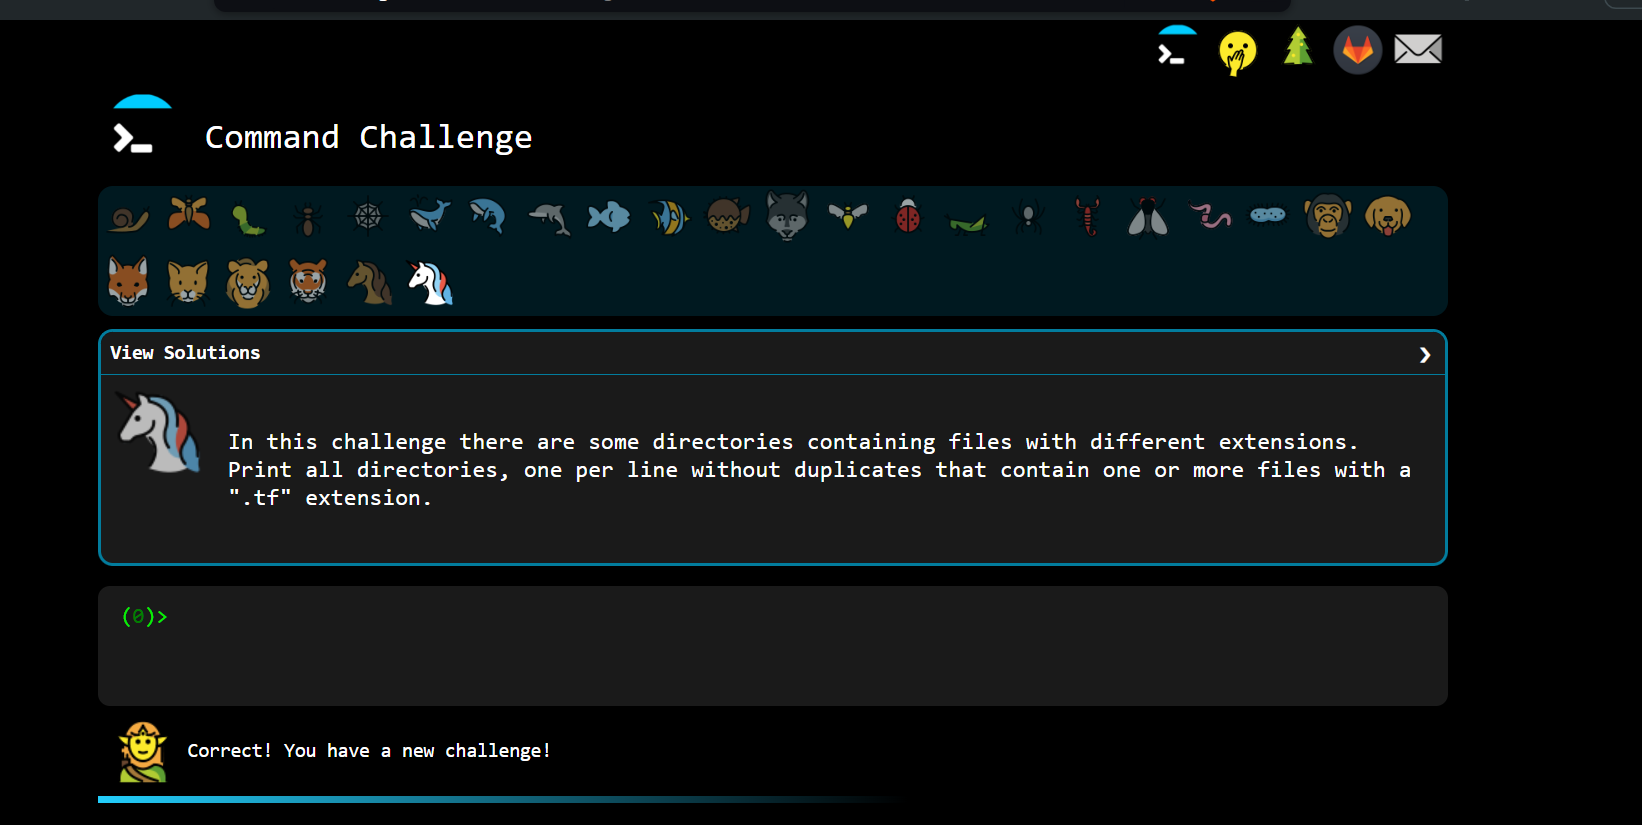 Command Challenge
View Solutions
In this challenge there are some directories containing files with different extensions.
Print all directories, one per line without duplicates that contain one or more files with a
".tf" extension.
(0)>
Correct! You have a new challenge!